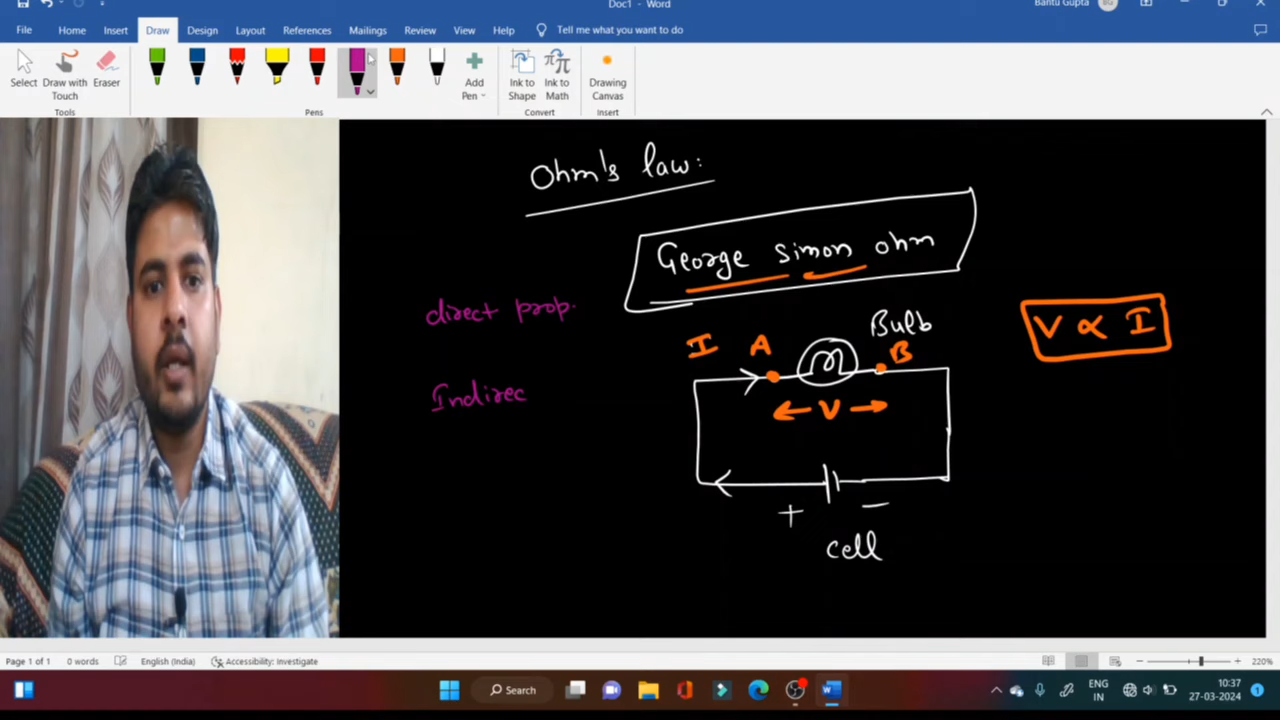 Doc1 - Word
Bantu Gupta
BG
File Home Insert Draw Design Layout References Mailings Review View Help Tell me what you want to do
Select
Draw with Touch
Eraser
Add Pen
Ink to Shape
Ink to Math
Drawing Canvas
Tools
Pens
Convert
Insert
Ohm's law:
George simon ohm
direct prop.
Indirec
Bulb
I A B
V ∝ I
V
+ −
cell
Page 1 of 1 0 words English (India) Accessibility: Investigate 220%
Search
ENG
IN
10:37
27-03-2024
1